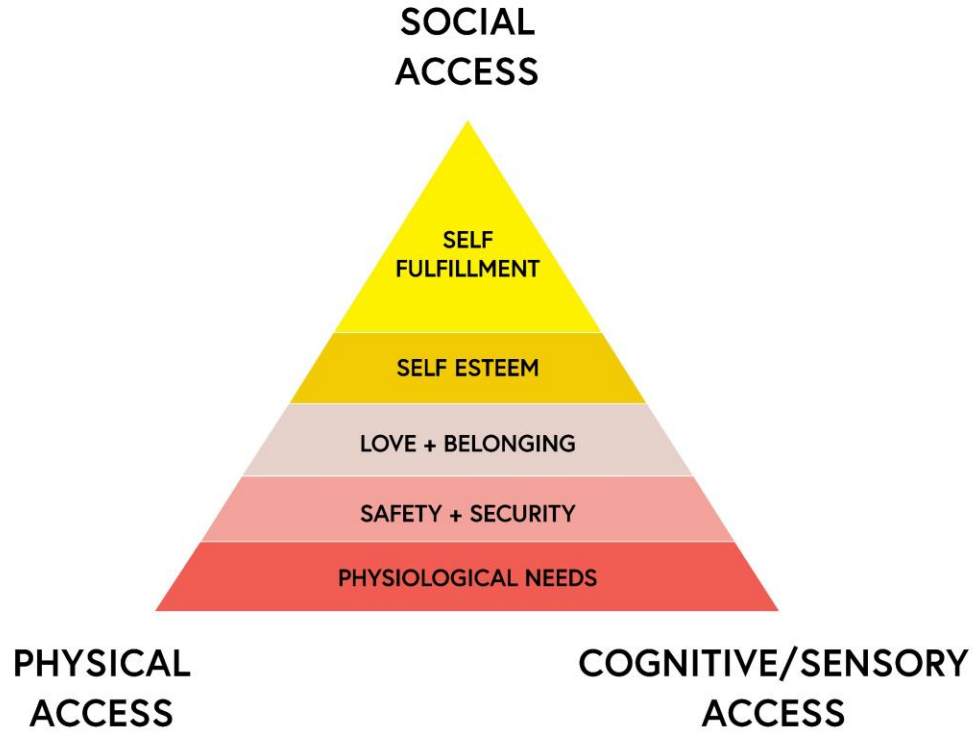 SOCIAL
ACCESS
SELF
FULFILLMENT
SELF ESTEEM
LOVE + BELONGING
SAFETY + SECURITY
PHYSIOLOGICAL NEEDS
PHYSICAL
ACCESS
COGNITIVE/SENSORY
ACCESS